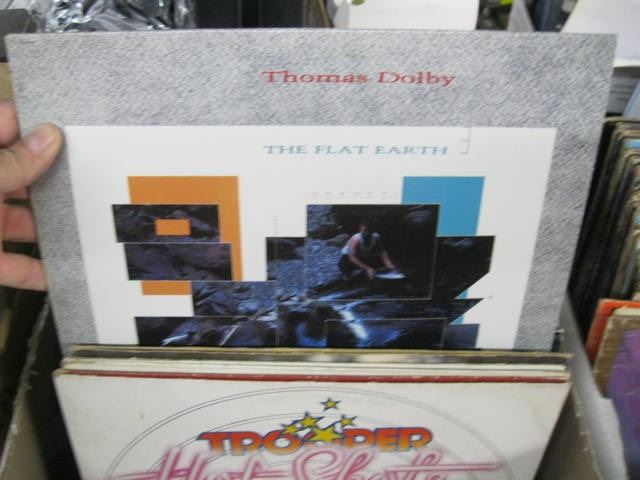 Thomas Dolby
THE FLAT EARTH
TROOPER
Hot Shots